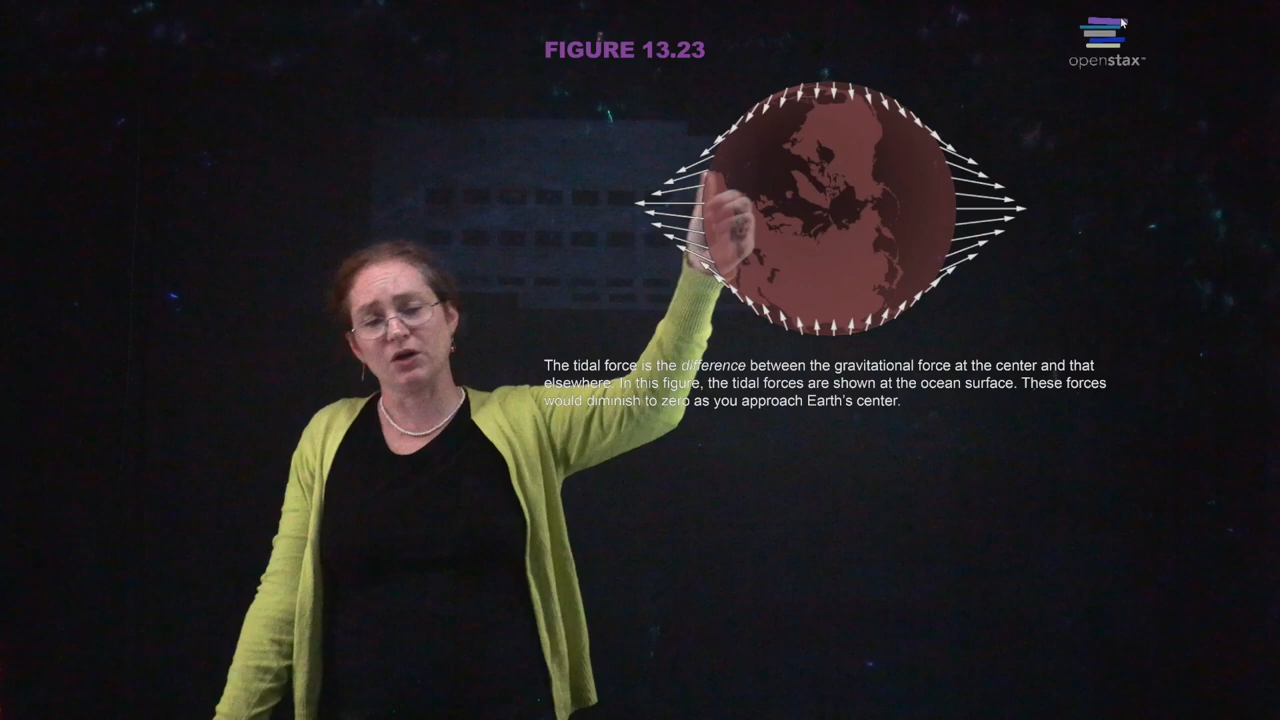 FIGURE 13.23
openstax™
The tidal force is the difference between the gravitational force at the center and that
elsewhere. In this figure, the tidal forces are shown at the ocean surface. These forces
would diminish to zero as you approach Earth's center.